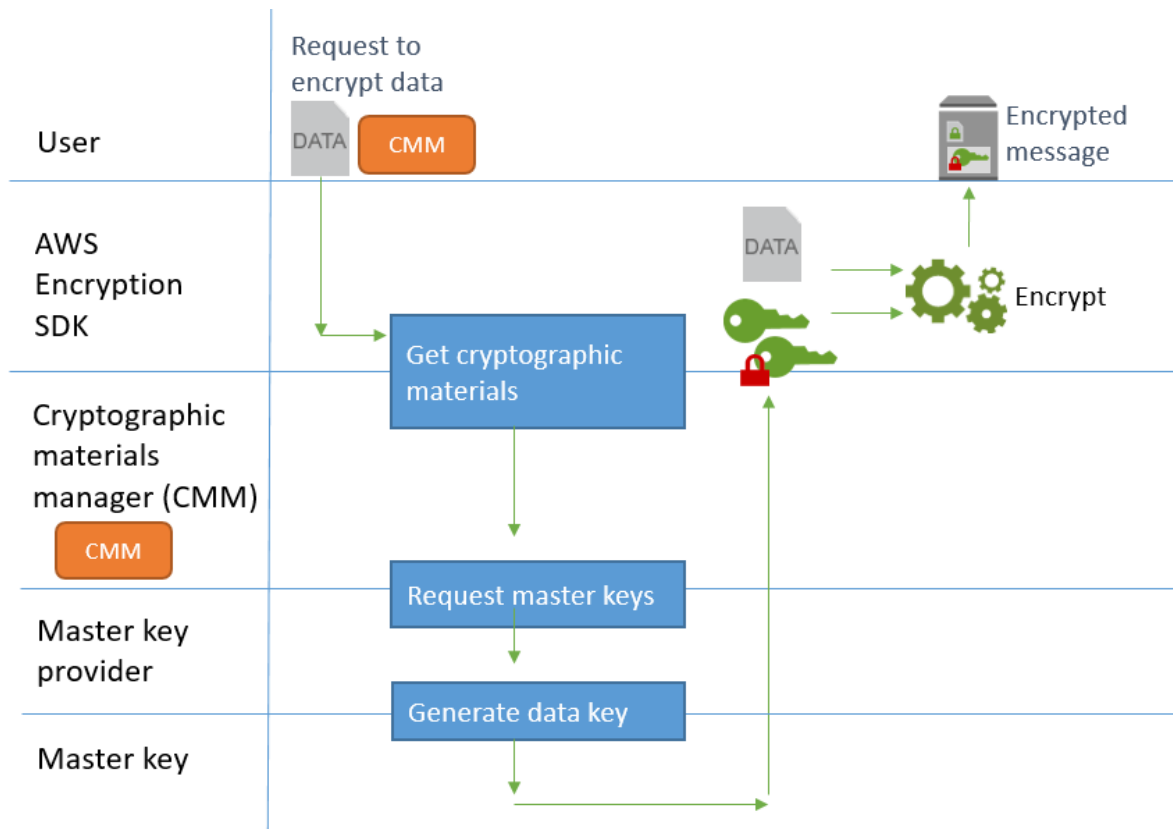 Request to
encrypt data
User
DATA
CMM
Encrypted
message
AWS
Encryption
SDK
DATA
Encrypt
Get cryptographic
materials
Cryptographic
materials
manager (CMM)
CMM
Request master keys
Master key
provider
Generate data key
Master key